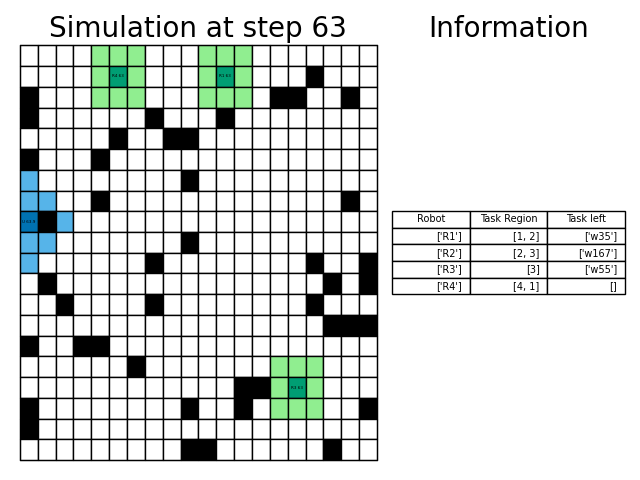 Simulation at step 63
Information
Robot Task Region Task left
['R1'] [1, 2] ['w35']
['R2'] [2, 3] ['w167']
['R3'] [3] ['w55']
['R4'] [4, 1] []